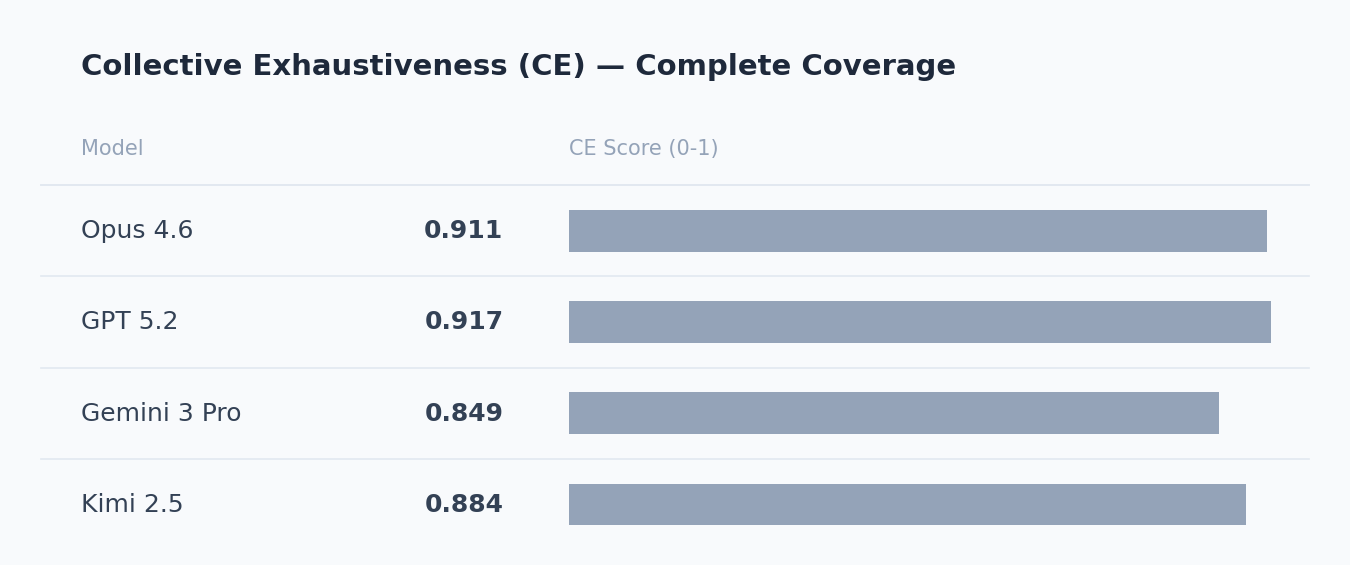 Collective Exhaustiveness (CE) — Complete Coverage
Model CE Score (0-1)
Opus 4.6 0.911
GPT 5.2 0.917
Gemini 3 Pro 0.849
Kimi 2.5 0.884